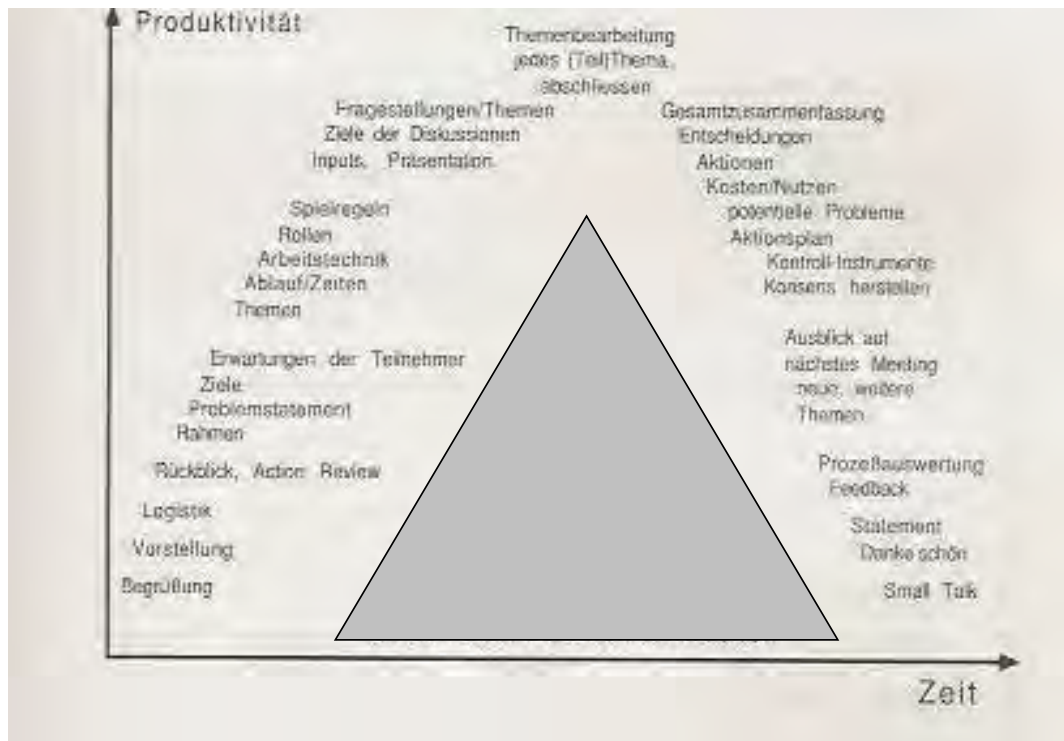 Produktivität
Themenbearbeitung
jedes (Teil)Thema,
abschliessen
Fragestellungen/Themen
Ziele der Diskussionen
Inputs, Präsentation
Spielregeln
Rollen
Arbeitstechnik
Ablauf/Zeiten
Themen
Erwartungen der Teilnehmer
Ziele
Problemstatement
Rahmen
Rückblick, Action Review
Logistik
Vorstellung
Begrüßung
Gesamtzusammenfassung
Entscheidungen
Aktionen
Kosten/Nutzen
potentielle Probleme
Aktionsplan
Kontroll-Instrumente
Konsens herstellen
Ausblick auf
nächstes Meeting
neue, weitere
Themen
Prozeßauswertung
Feedback
Statement
Danke schön
Small Talk
Zeit